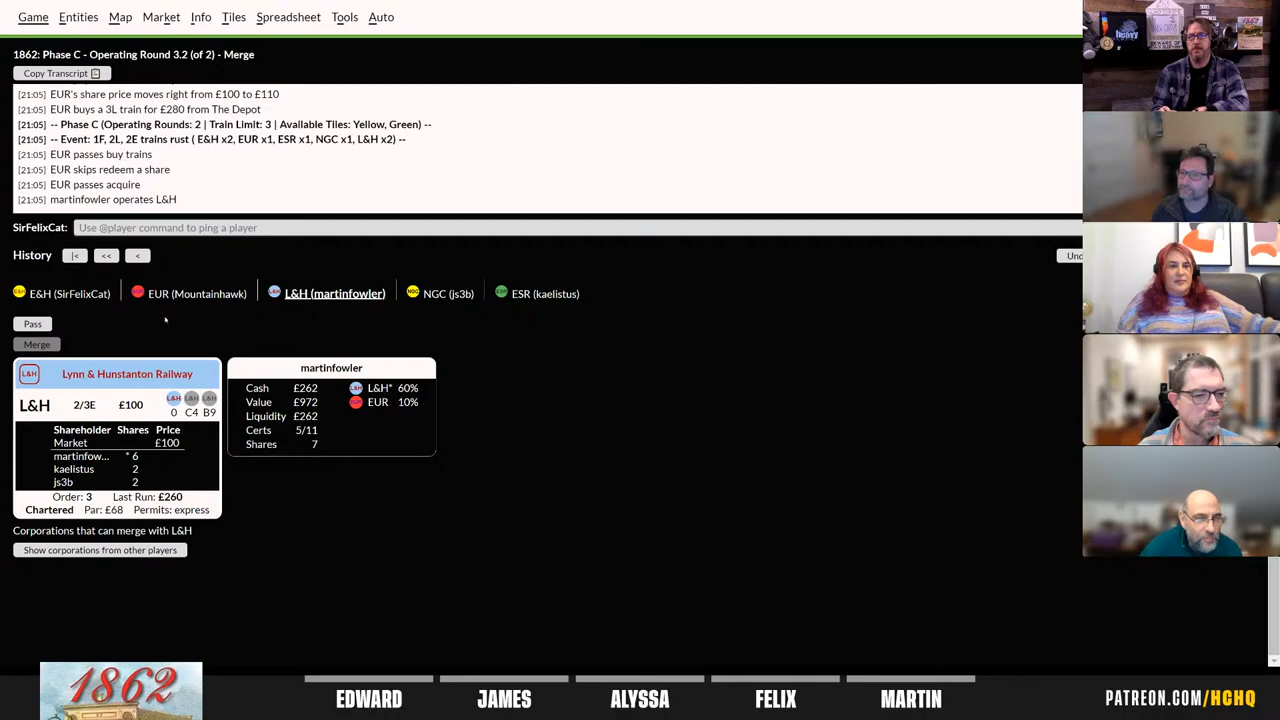 Game Entities Map Market Info Tiles Spreadsheet Tools Auto
1862: Phase C - Operating Round 3.2 (of 2) - Merge
Copy Transcript
[21:05] EUR's share price moves right from £100 to £110
[21:05] EUR buys a 3L train for £280 from The Depot
[21:05] -- Phase C (Operating Rounds: 2 | Train Limit: 3 | Available Tiles: Yellow, Green) --
[21:05] -- Event: 1F, 2L, 2E trains rust ( E&H x2, EUR x1, ESR x1, NGC x1, L&H x2) --
[21:05] EUR passes buy trains
[21:05] EUR skips redeem a share
[21:05] EUR passes acquire
[21:05] martinfowler operates L&H
SirFelixCat: Use @player command to ping a player
History |< << < Und
E&H (SirFelixCat) EUR (Mountainhawk) L&H (martinfowler) NGC NGC (js3b) ESR (kaelistus)
Pass
Merge
L&H Lynn & Hunstanton Railway
L&H 2/3E £100
L&H L&H L&H
0 C4 B9
Shareholder Shares Price
Market £100
martinfow... * 6
kaelistus 2
js3b 2
Order: 3 Last Run: £260
Chartered Par: £68 Permits: express
martinfowler
Cash £262 L&H* 60%
Value £972 EUR 10%
Liquidity £262
Certs 5/11
Shares 7
Corporations that can merge with L&H
Show corporations from other players
1862
EDWARD JAMES ALYSSA FELIX MARTIN
PATREON.COM/HCHQ